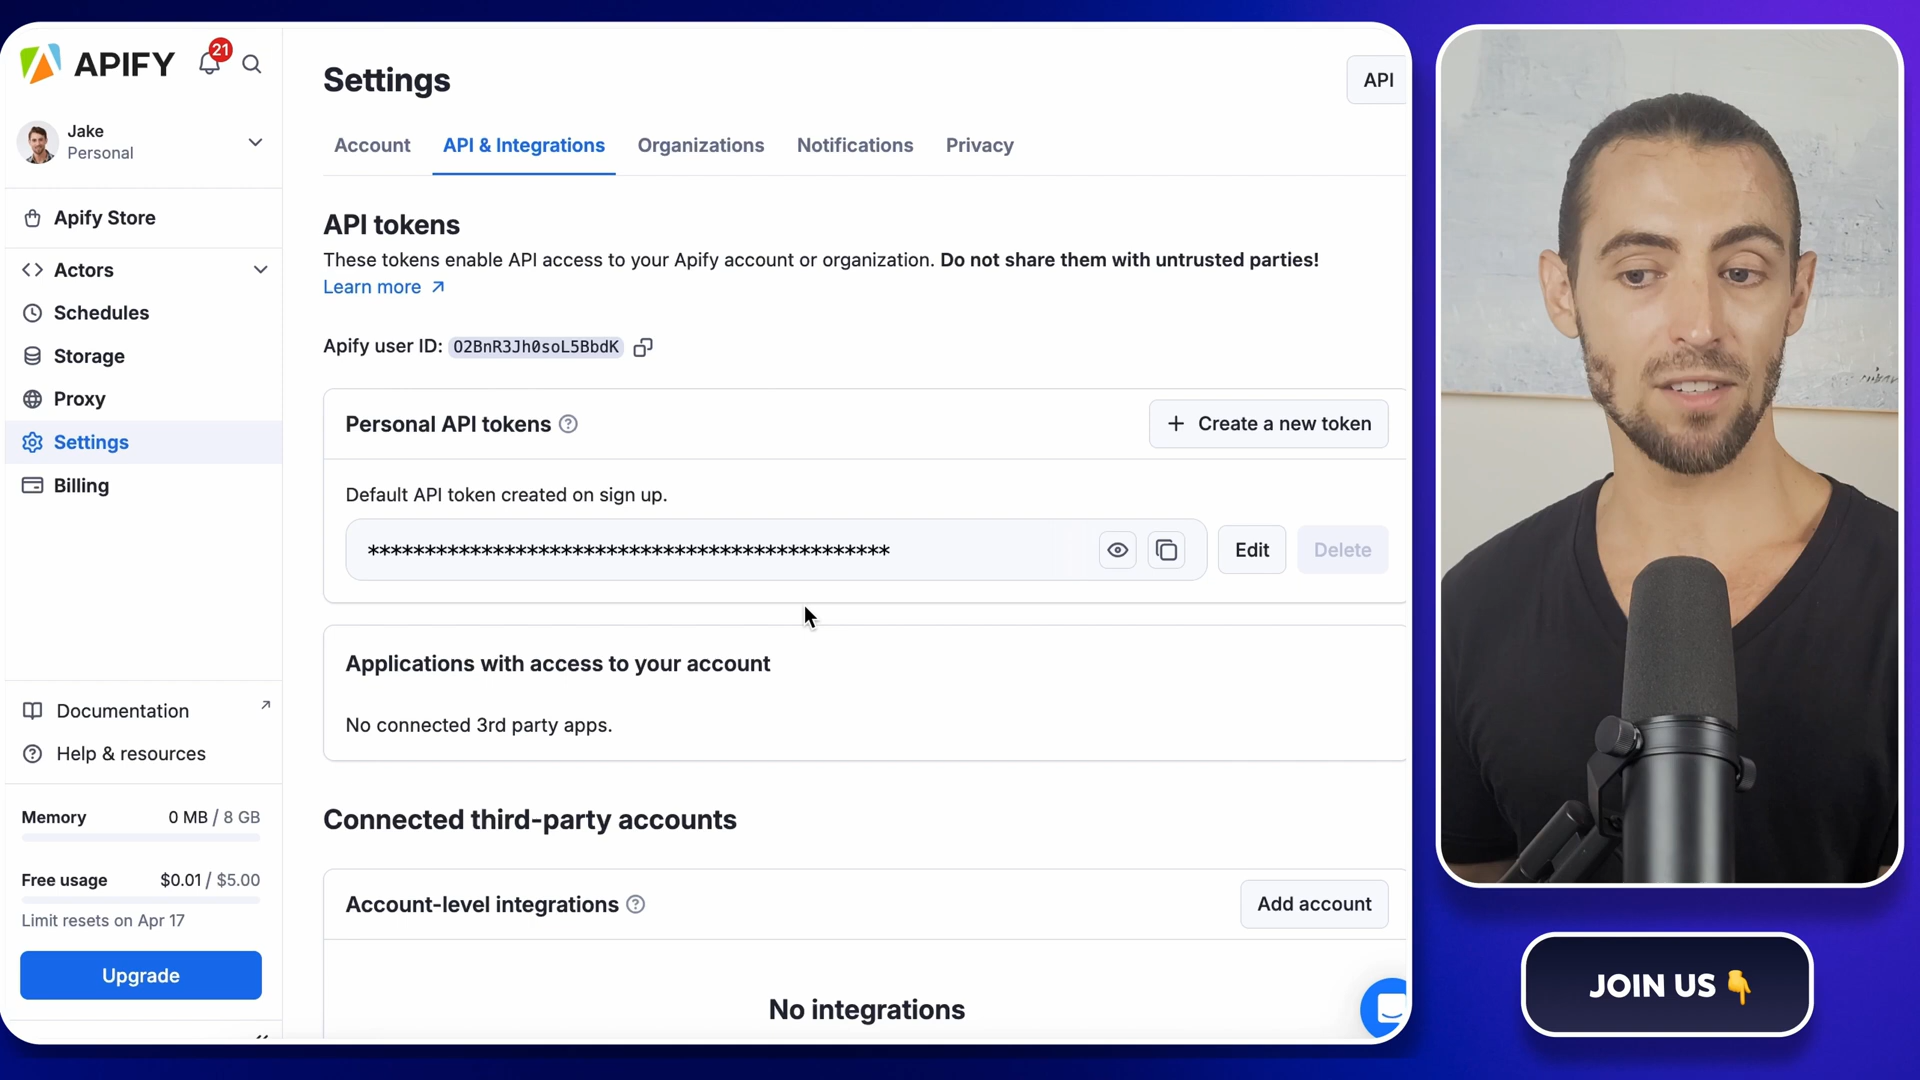 APIFY
21
Jake
Personal
Apify Store
Actors
Schedules
Storage
Proxy
Settings
Billing
Documentation
Help & resources
Memory
0 MB / 8 GB
Free usage
$0.01 / $5.00
Limit resets on Apr 17
Upgrade
Settings
API
Account
API & Integrations
Organizations
Notifications
Privacy
API tokens
These tokens enable API access to your Apify account or organization. Do not share them with untrusted parties!
Learn more
Apify user ID: O2BnR3Jh0soL5BbdK
Personal API tokens
+ Create a new token
Default API token created on sign up.
**********************************************
Edit
Delete
Applications with access to your account
No connected 3rd party apps.
Connected third-party accounts
Account-level integrations
Add account
No integrations
JOIN US 👇